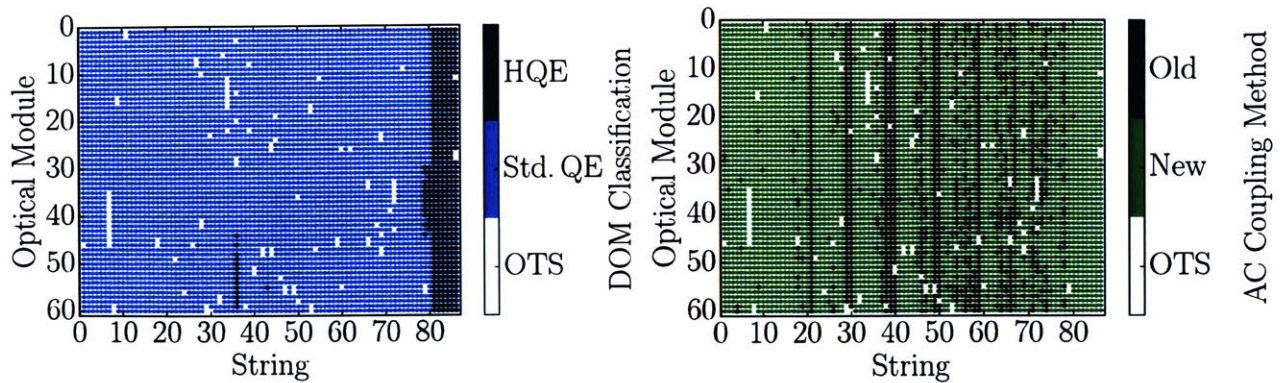 0
10
20
30
40
50
60
Optical Module
0 10 20 30 40 50 60 70 80
String
HQE
Std. QE
OTS
DOM Classification
0
10
20
30
40
50
60
Optical Module
0 10 20 30 40 50 60 70 80
String
Old
New
OTS
AC Coupling Method